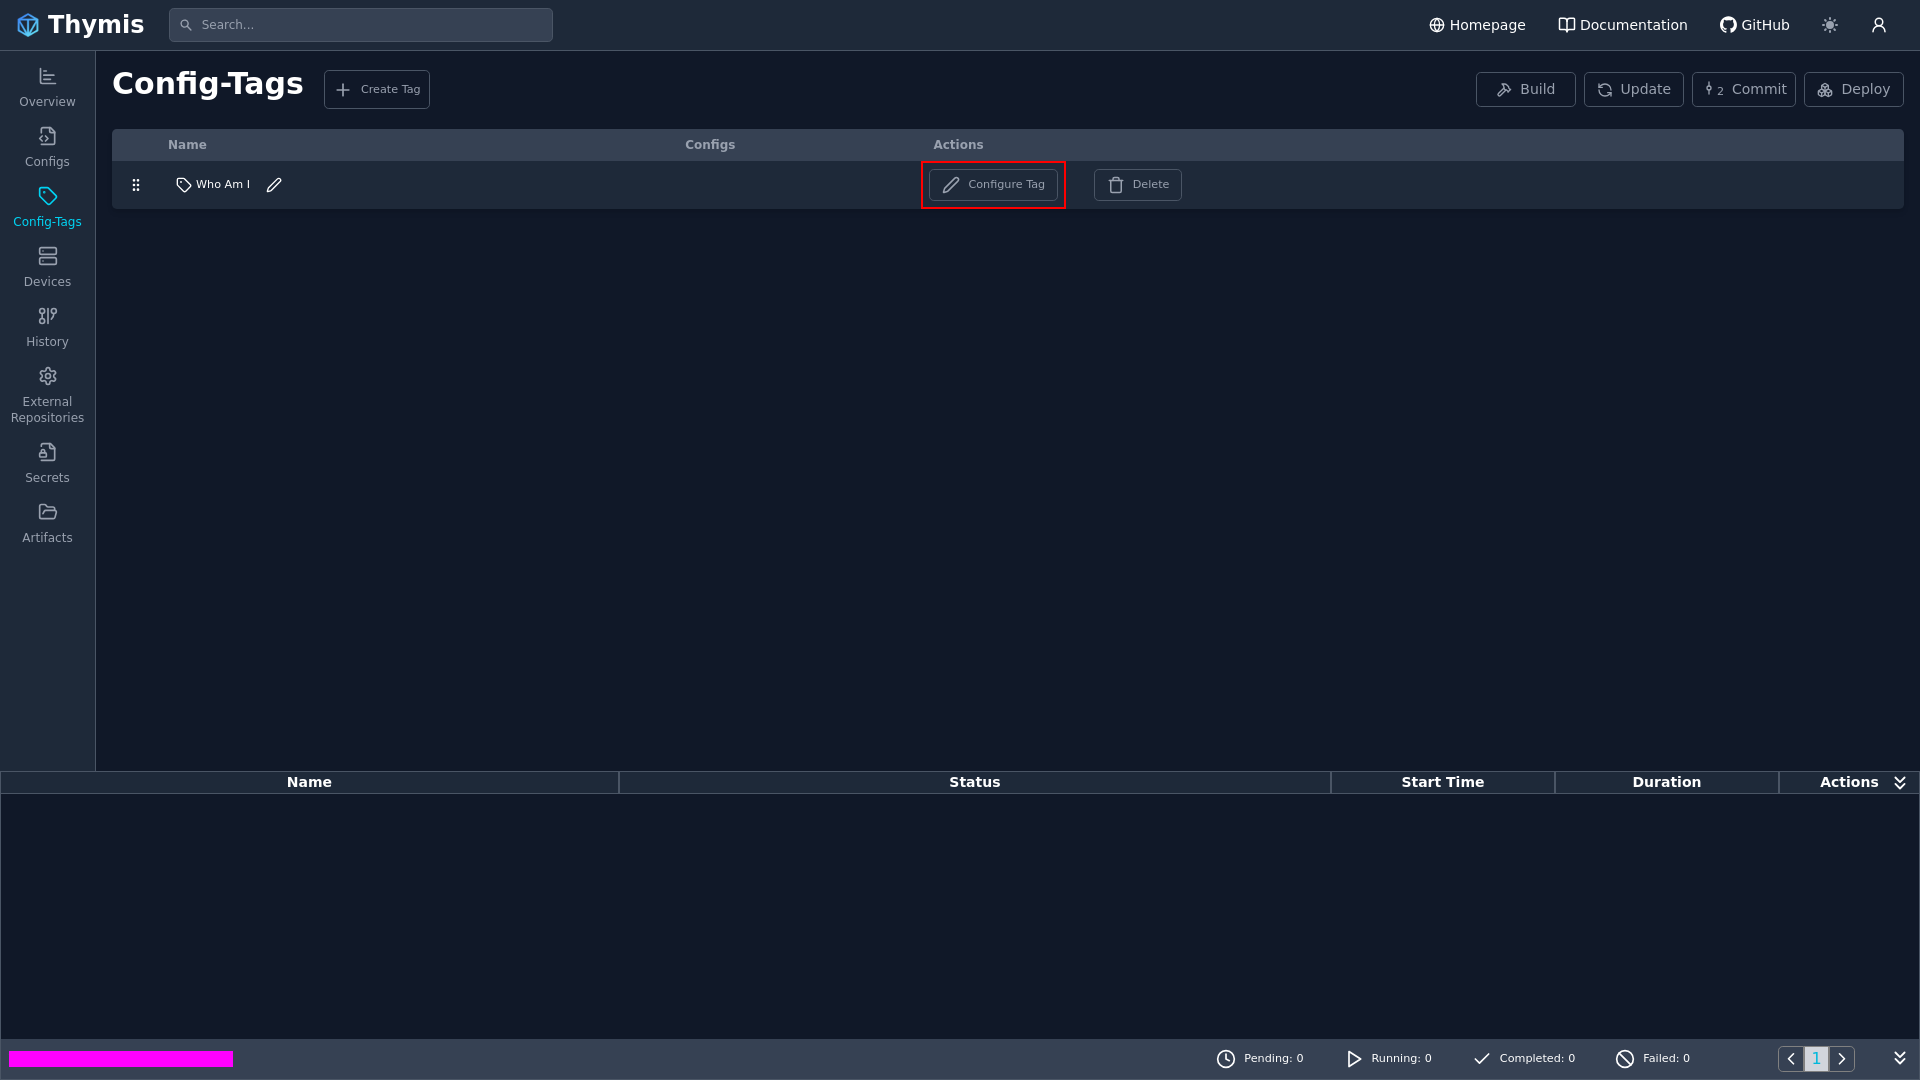 Thymis
Search...
Homepage
Documentation
GitHub
Overview
Configs
Config-Tags
Devices
History
External
Repositories
Secrets
Artifacts
Config-Tags
Create Tag
Build
Update
2 Commit
Deploy
Name Configs Actions
Who Am I
Configure Tag
Delete
Name Status Start Time Duration Actions
Pending: 0
Running: 0
Completed: 0
Failed: 0
1